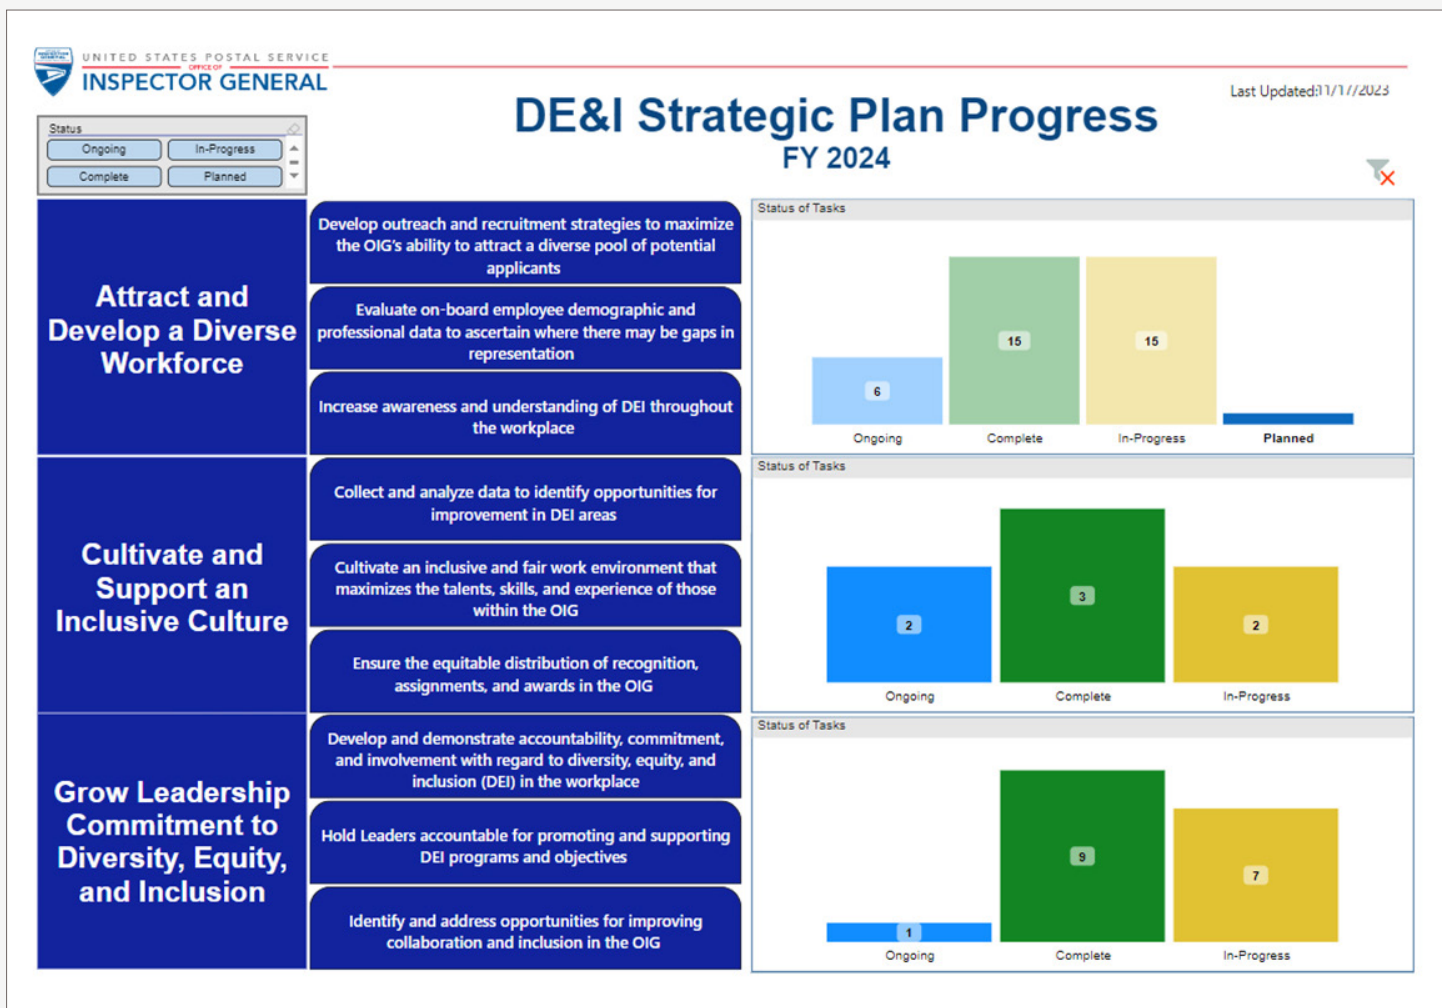 UNITED STATES POSTAL SERVICE
OFFICE OF
INSPECTOR GENERAL
Last Updated:11/17/2023
DE&I Strategic Plan Progress
FY 2024
Status
Ongoing
In-Progress
Complete
Planned
Attract and
Develop a Diverse
Workforce
Develop outreach and recruitment strategies to maximize
the OIG's ability to attract a diverse pool of potential
applicants
Evaluate on-board employee demographic and
professional data to ascertain where there may be gaps in
representation
Increase awareness and understanding of DEI throughout
the workplace
Status of Tasks
6
15
15
Ongoing
Complete
In-Progress
Planned
Cultivate and
Support an
Inclusive Culture
Collect and analyze data to identify opportunities for
improvement in DEI areas
Cultivate an inclusive and fair work environment that
maximizes the talents, skills, and experience of those
within the OIG
Ensure the equitable distribution of recognition,
assignments, and awards in the OIG
Status of Tasks
2
3
2
Ongoing
Complete
In-Progress
Grow Leadership
Commitment to
Diversity, Equity,
and Inclusion
Develop and demonstrate accountability, commitment,
and involvement with regard to diversity, equity, and
inclusion (DEI) in the workplace
Hold Leaders accountable for promoting and supporting
DEI programs and objectives
Identify and address opportunities for improving
collaboration and inclusion in the OIG
Status of Tasks
1
9
7
Ongoing
Complete
In-Progress